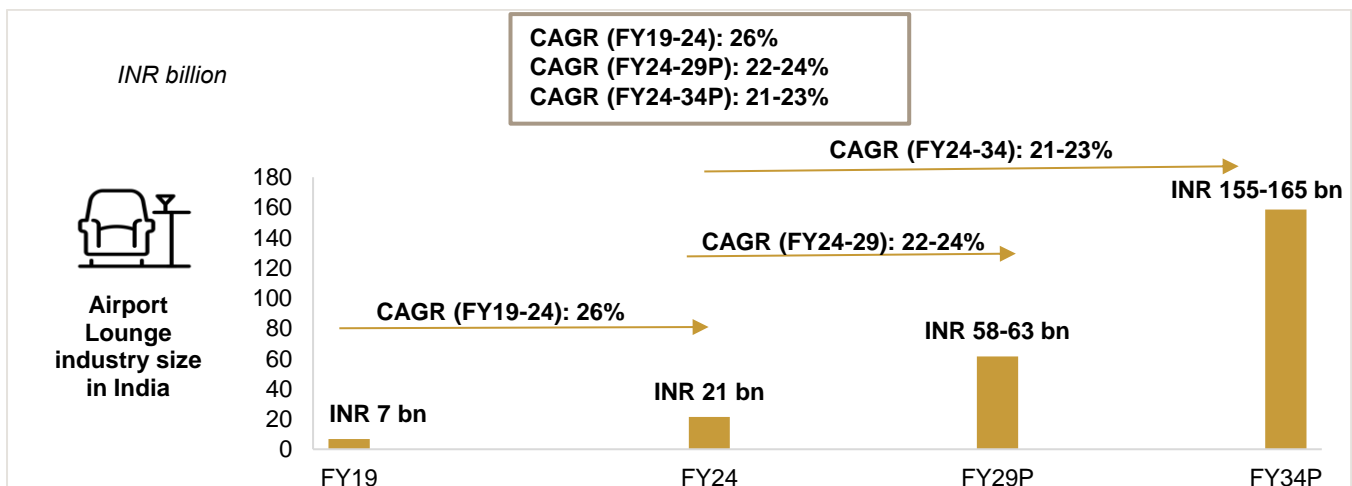 CAGR (FY19-24): 26%
CAGR (FY24-29P): 22-24%
CAGR (FY24-34P): 21-23%
INR billion
CAGR (FY24-34): 21-23%
180
160
140
120
100
80
60
40
20
0
INR 155-165 bn
CAGR (FY24-29): 22-24%
CAGR (FY19-24): 26%
INR 58-63 bn
INR 21 bn
INR 7 bn
Airport
Lounge
industry size
in India
FY19
FY24
FY29P
FY34P